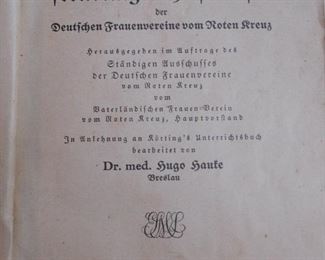 der
Deutschen Frauenvereine vom Roten Kreuz
Herausgegeben im Auftrage des
Ständigen Ausschusses
der Deutschen Frauenvereine
vom Roten Kreuz
vom
Vaterländischen Frauen-Verein
vom Roten Kreuz, Hauptvorstand
In Anlehnung an Körting's Unterrichtsbuch
bearbeitet von
Dr. med. Hugo Hauke
Breslau